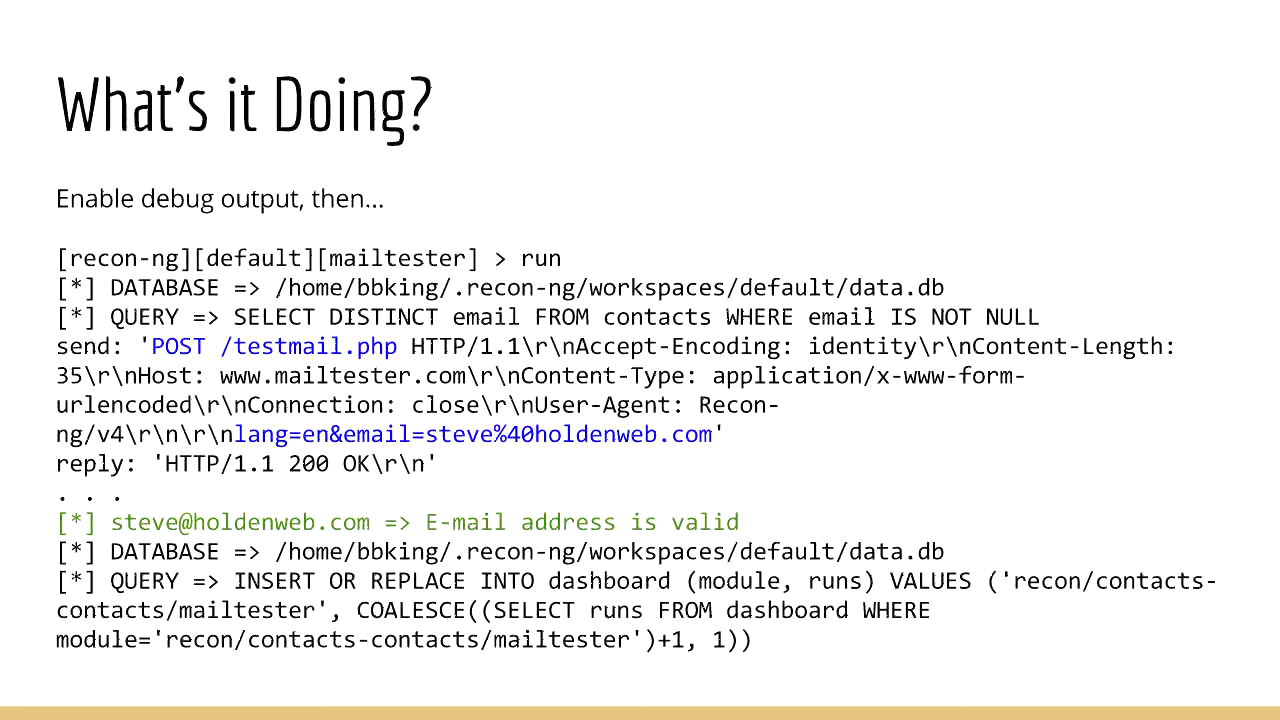 What's it Doing?
Enable debug output, then...
[recon-ng][default][mailtester] > run
[*] DATABASE => /home/bbking/.recon-ng/workspaces/default/data.db
[*] QUERY => SELECT DISTINCT email FROM contacts WHERE email IS NOT NULL
send: 'POST /testmail.php HTTP/1.1\r\nAccept-Encoding: identity\r\nContent-Length:
35\r\nHost: www.mailtester.com\r\nContent-Type: application/x-www-form-
urlencoded\r\nConnection: close\r\nUser-Agent: Recon-
ng/v4\r\n\r\nlang=en&email=steve%40holdenweb.com'
reply: 'HTTP/1.1 200 OK\r\n'
. . .
[*] steve@holdenweb.com => E-mail address is valid
[*] DATABASE => /home/bbking/.recon-ng/workspaces/default/data.db
[*] QUERY => INSERT OR REPLACE INTO dashboard (module, runs) VALUES ('recon/contacts-
contacts/mailtester', COALESCE((SELECT runs FROM dashboard WHERE
module='recon/contacts-contacts/mailtester')+1, 1))